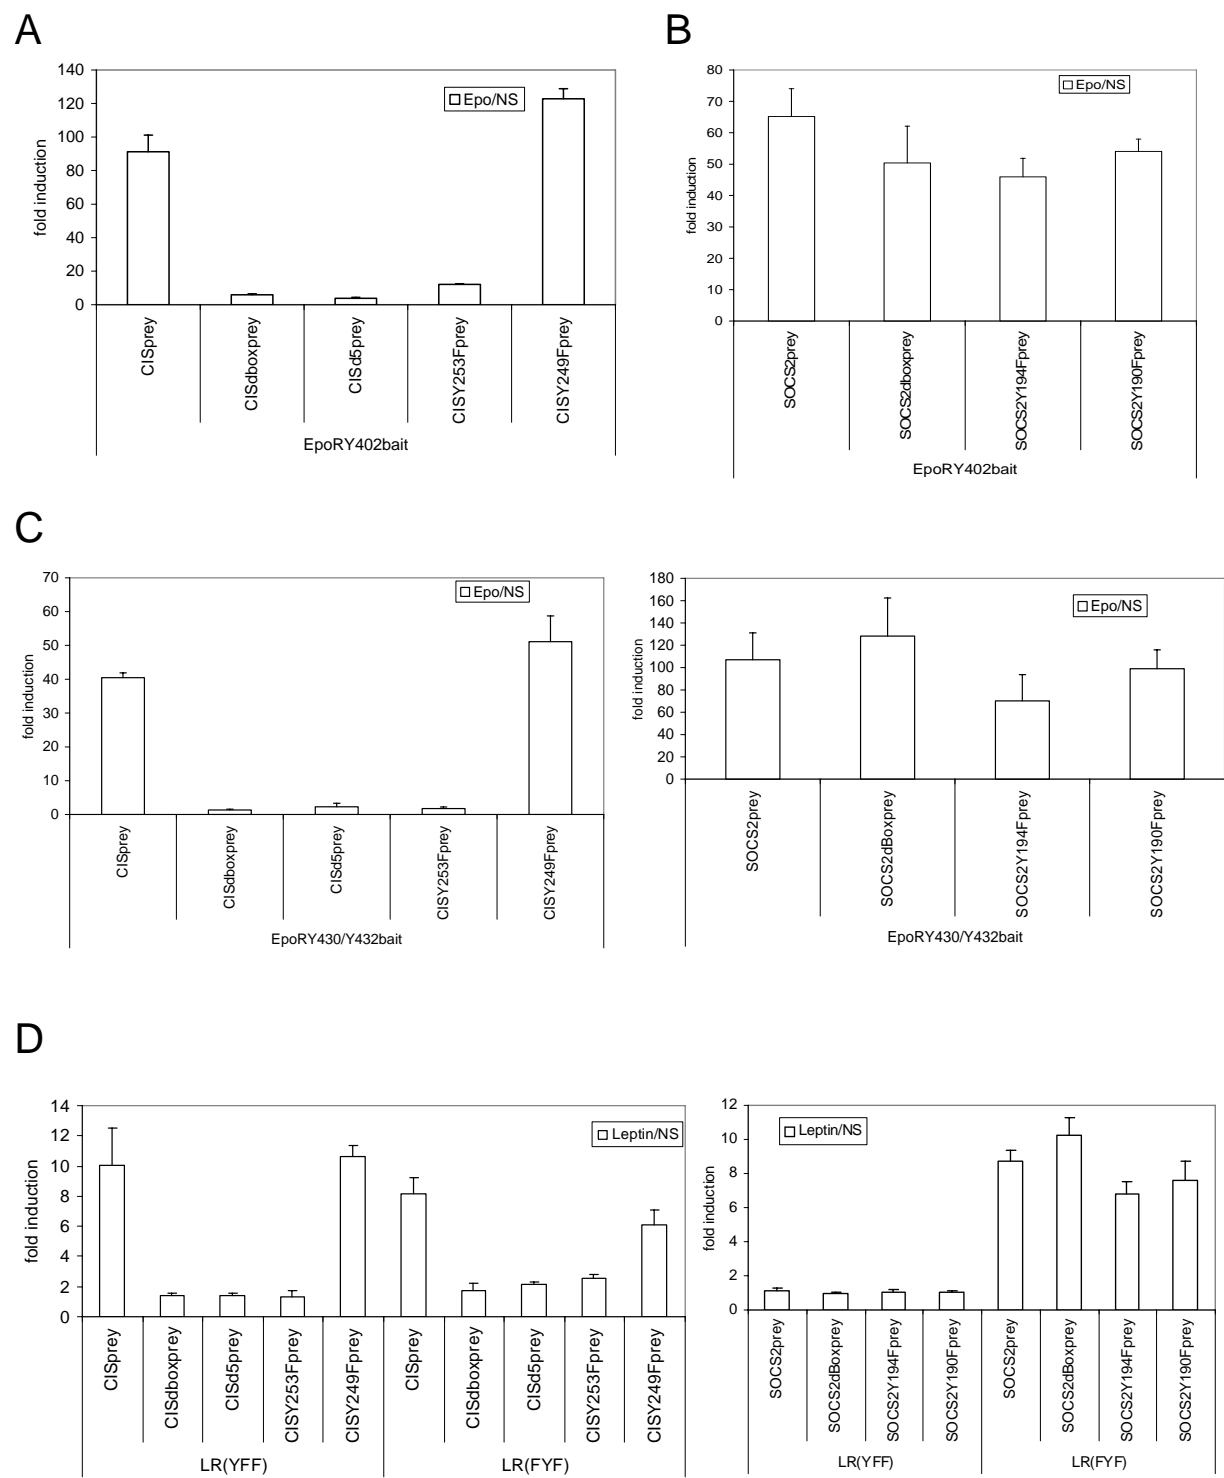 A
140
120
100
80
60
40
20
0
fold induction
Epo/NS
CISprey
CISdboxprey
CISd5prey
CISY253Fprey
CISY249Fprey
EpoRY402bait
B
80
70
60
50
40
30
20
10
0
fold induction
Epo/NS
SOCS2prey
SOCS2dboxprey
SOCS2Y194Fprey
SOCS2Y190Fprey
EpoRY402bait
C
70
60
50
40
30
20
10
0
fold induction
Epo/NS
CISprey
CISdboxprey
CISd5prey
CISY253Fprey
CISY249Fprey
EpoRY430/Y432bait
180
160
140
120
100
80
60
40
20
0
fold induction
Epo/NS
SOCS2prey
SOCS2dBoxprey
SOCS2Y194Fprey
SOCS2Y190Fprey
EpoRY430/Y432bait
D
14
12
10
8
6
4
2
0
fold induction
Leptin/NS
CISprey
CISdboxprey
CISd5prey
CISY253Fprey
CISY249Fprey
CISprey
CISdboxprey
CISd5prey
CISY253Fprey
CISY249Fprey
LR(YFF)
LR(FYF)
12
10
8
6
4
2
0
fold induction
Leptin/NS
SOCS2prey
SOCS2dBoxprey
SOCS2Y194Fprey
SOCS2Y190Fprey
SOCS2prey
SOCS2dBoxprey
SOCS2Y194Fprey
SOCS2Y190Fprey
LR(YFF)
LR(FYF)